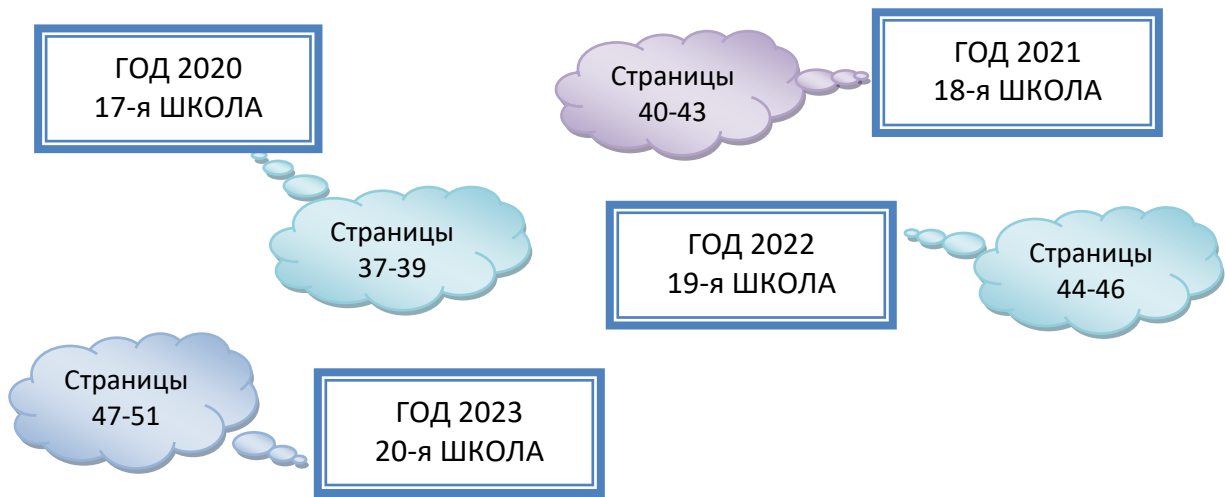 ГОД 2020
17-я ШКОЛА
Страницы
37-39
Страницы
40-43
ГОД 2021
18-я ШКОЛА
ГОД 2022
19-я ШКОЛА
Страницы
44-46
Страницы
47-51
ГОД 2023
20-я ШКОЛА